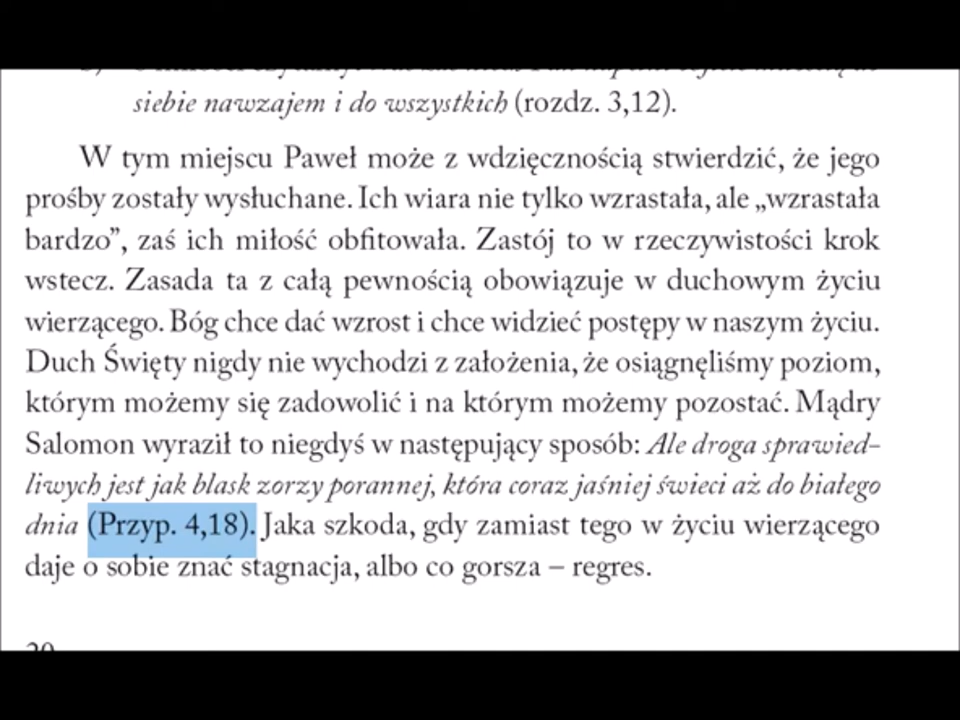 siebie nawzajem i do wszystkich (rozdz. 3,12).
W tym miejscu Paweł może z wdzięcznością stwierdzić, że jego
prośby zostały wysłuchane. Ich wiara nie tylko wzrastała, ale „wzrastała
bardzo”, zaś ich miłość obfitowała. Zastój to w rzeczywistości krok
wstecz. Zasada ta z całą pewnością obowiązuje w duchowym życiu
wierzącego. Bóg chce dać wzrost i chce widzieć postępy w naszym życiu.
Duch Święty nigdy nie wychodzi z założenia, że osiągnęliśmy poziom,
którym możemy się zadowolić i na którym możemy pozostać. Mądry
Salomon wyraził to niegdyś w następujący sposób: Ale droga sprawied-
liwych jest jak blask zorzy porannej, która coraz jaśniej świeci aż do białego
dnia (Przyp. 4,18). Jaka szkoda, gdy zamiast tego w życiu wierzącego
daje o sobie znać stagnacja, albo co gorsza – regres.